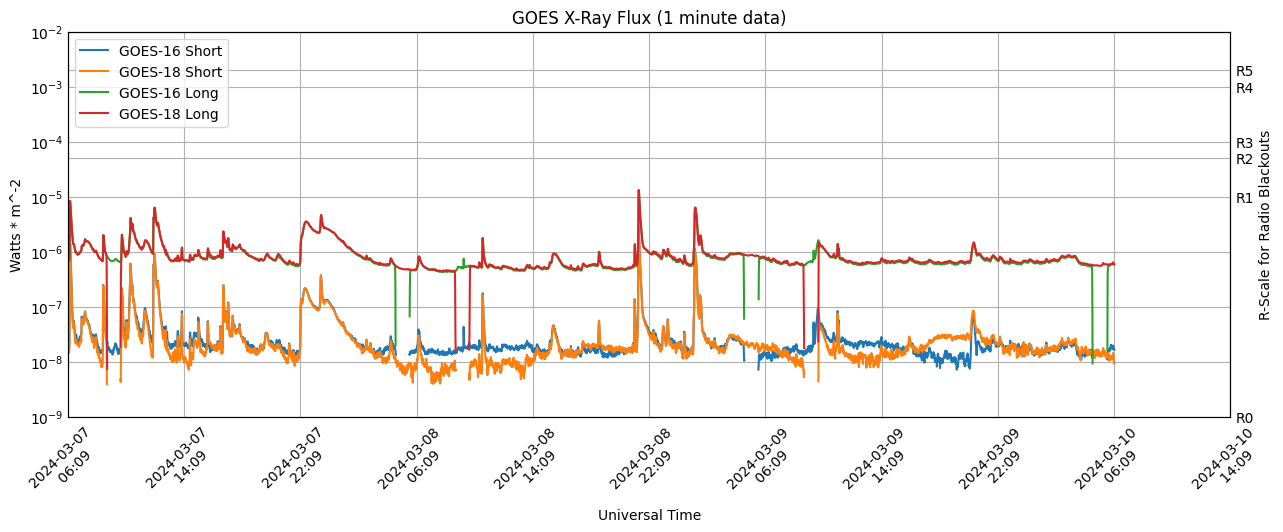 GOES X-Ray Flux (1 minute data)
GOES-16 Short
GOES-18 Short
GOES-16 Long
GOES-18 Long
10^-2
10^-3
10^-4
10^-5
10^-6
10^-7
10^-8
10^-9
Watts * m^-2
R5
R4
R3
R2
R1
R0
R-Scale for Radio Blackouts
2024-03-07
06:09
2024-03-07
14:09
2024-03-07
22:09
2024-03-08
06:09
2024-03-08
14:09
2024-03-08
22:09
2024-03-09
06:09
2024-03-09
14:09
2024-03-09
22:09
2024-03-10
06:09
2024-03-10
14:09
Universal Time